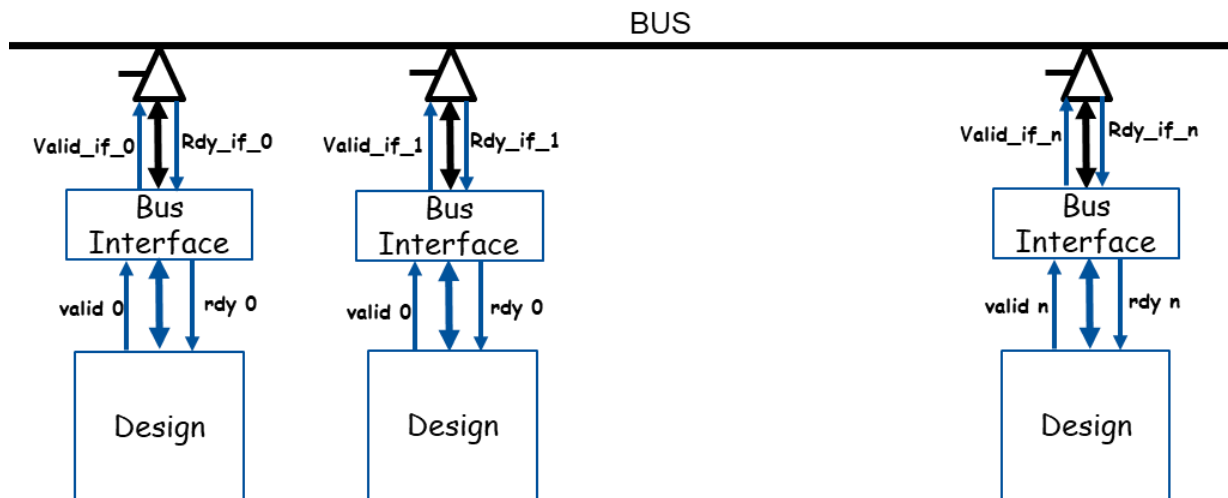 BUS
Valid_if_0
Rdy_if_0
Valid_if_1
Rdy_if_1
Valid_if_n
Rdy_if_n
Bus
Interface
Bus
Interface
Bus
Interface
valid 0
rdy 0
valid 0
rdy 0
valid n
rdy n
Design
Design
Design